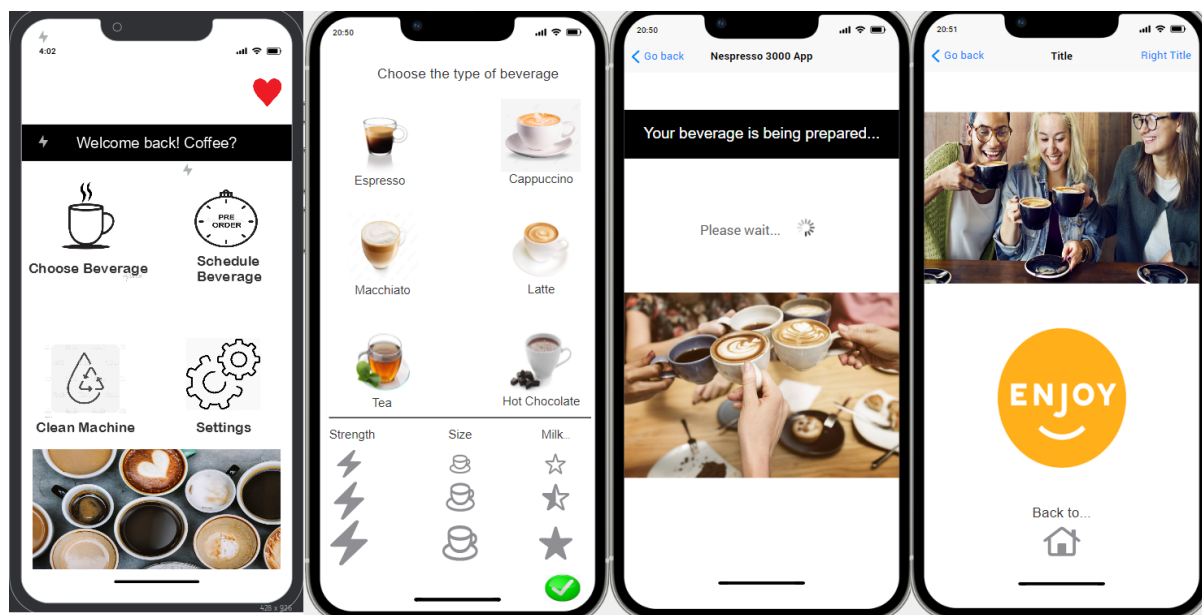 4:02
Welcome back! Coffee?
Choose Beverage
PRE
ORDER
Schedule
Beverage
Clean Machine
Settings
428 x 926
20:50
Choose the type of beverage
Espresso
Cappuccino
Macchiato
Latte
Tea
Hot Chocolate
Strength
Size
Milk...
20:50
Go back
Nespresso 3000 App
Your beverage is being prepared...
Please wait...
20:51
Go back
Title
Right Title
ENJOY
Back to...